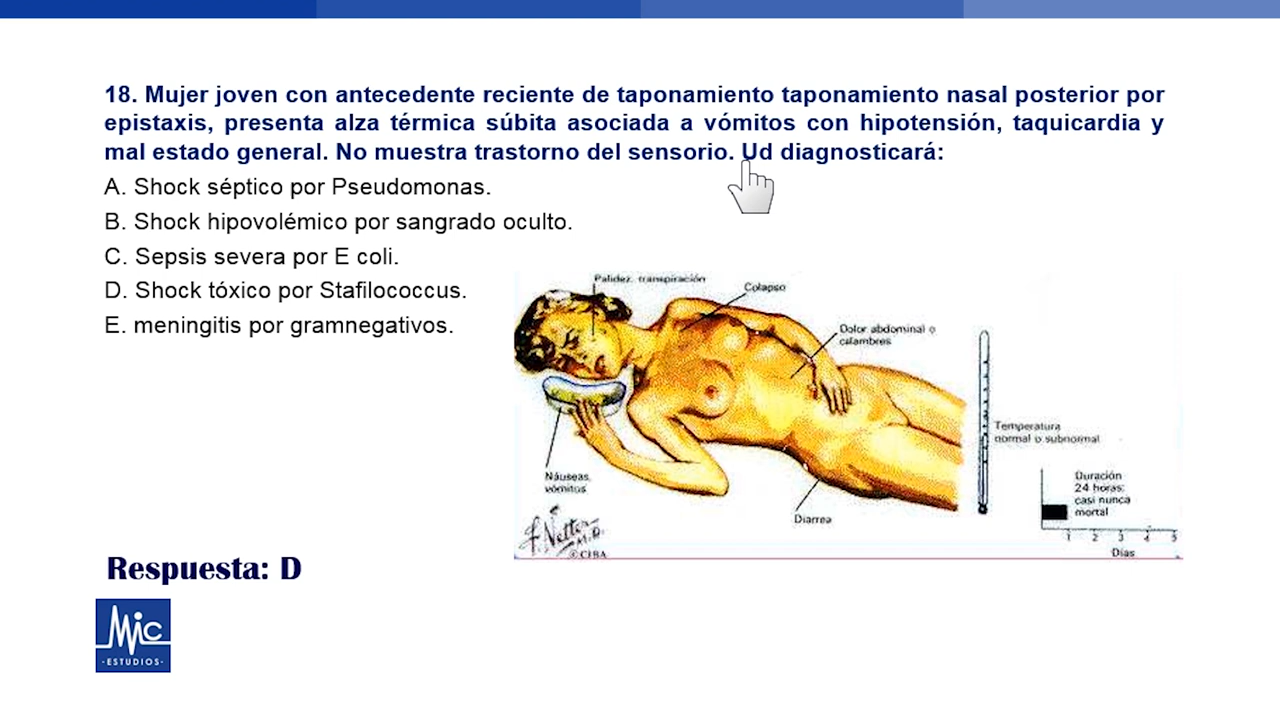 18. Mujer joven con antecedente reciente de taponamiento taponamiento nasal posterior por
epistaxis, presenta alza térmica súbita asociada a vómitos con hipotensión, taquicardia y
mal estado general. No muestra trastorno del sensorio. Ud diagnosticará:
A. Shock séptico por Pseudomonas.
B. Shock hipovolémico por sangrado oculto.
C. Sepsis severa por E coli.
D. Shock tóxico por Stafilococcus.
E. meningitis por gramnegativos.
Palidez, transpiración
Colapso
Dolor abdominal o
calambres
Temperatura
normal o subnormal
Náuseas,
vómitos
Duración
24 horas;
casi nunca
mortal
Diarrea
1 2 3 4 5
Días
F. Netter
M.D.
© CIBA
Respuesta: D
Mic
·ESTUDIOS·